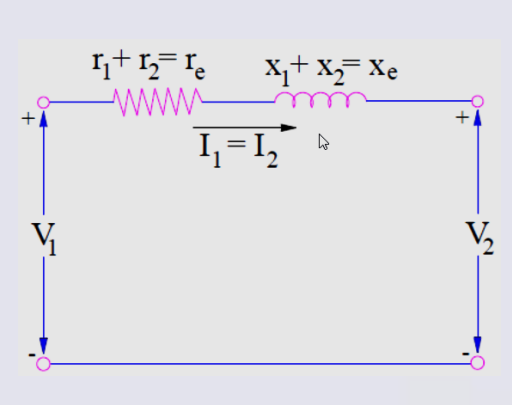 r₁+ r₂= rₑ
x₁+ x₂= xₑ
+
+
I₁ = I₂
V₁
V₂
-
-